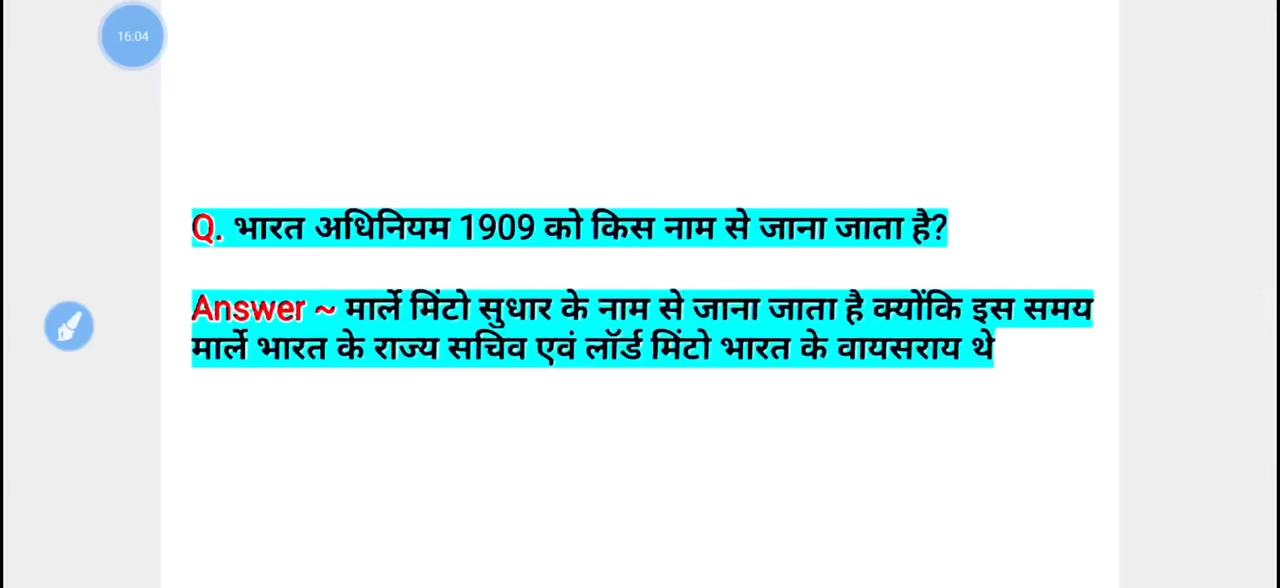 16:04
Q. भारत अधिनियम 1909 को किस नाम से जाना जाता है?
Answer ~ मार्ले मिंटो सुधार के नाम से जाना जाता है क्योंकि इस समय
मार्ले भारत के राज्य सचिव एवं लॉर्ड मिंटो भारत के वायसराय थे